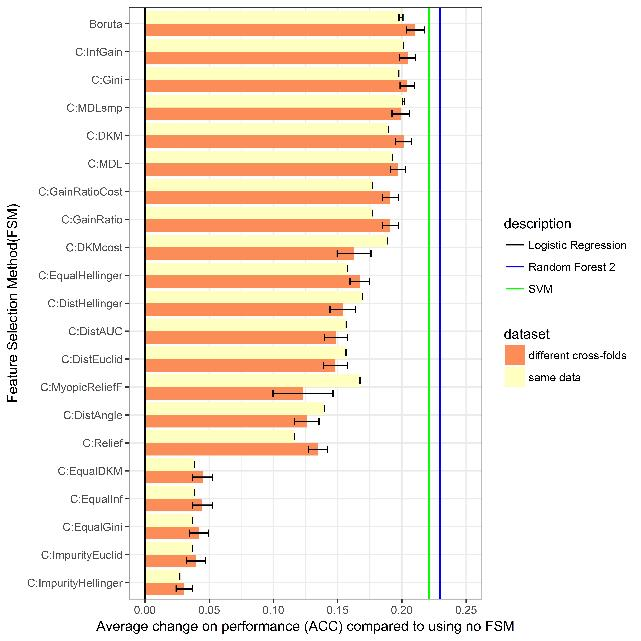 Feature Selection Method(FSM)
Boruta
C:InfGain
C:Gini
C:MDLsmp
C:DKM
C:MDL
C:GainRatioCost
C:GainRatio
C:DKMcost
C:EqualHellinger
C:DistHellinger
C:DistAUC
C:DistEuclid
C:MyopicReliefF
C:DistAngle
C:Relief
C:EqualDKM
C:EqualInf
C:EqualGini
C:ImpurityEuclid
C:ImpurityHellinger
0.00 0.05 0.10 0.15 0.20 0.25
Average change on performance (ACC) compared to using no FSM
description
Logistic Regression
Random Forest 2
SVM
dataset
different cross-folds
same data